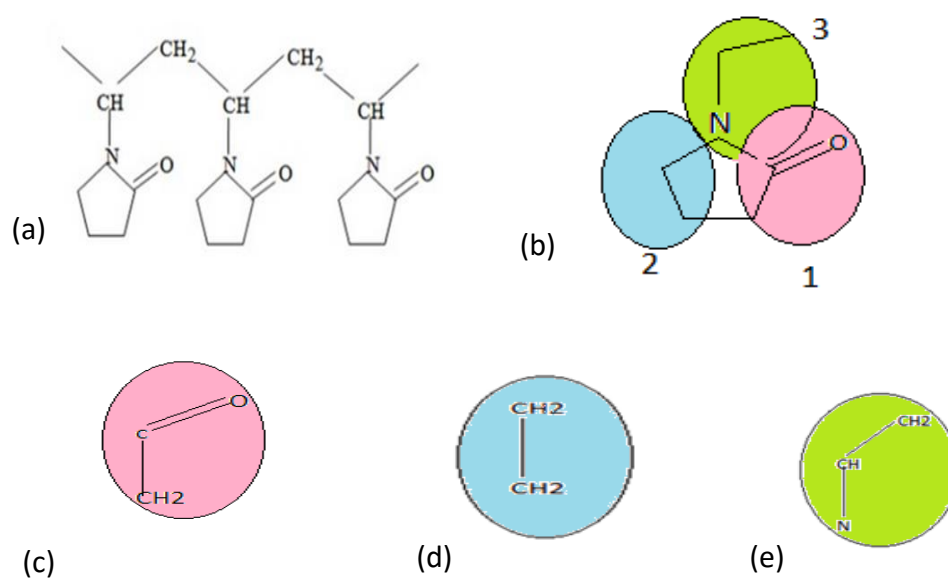 CH2 CH2
CH CH CH
N O N O N O
(a)
3
N
O
(b)
2
1
O
C
CH2
(c)
CH2
CH2
(d)
CH2
CH
N
(e)